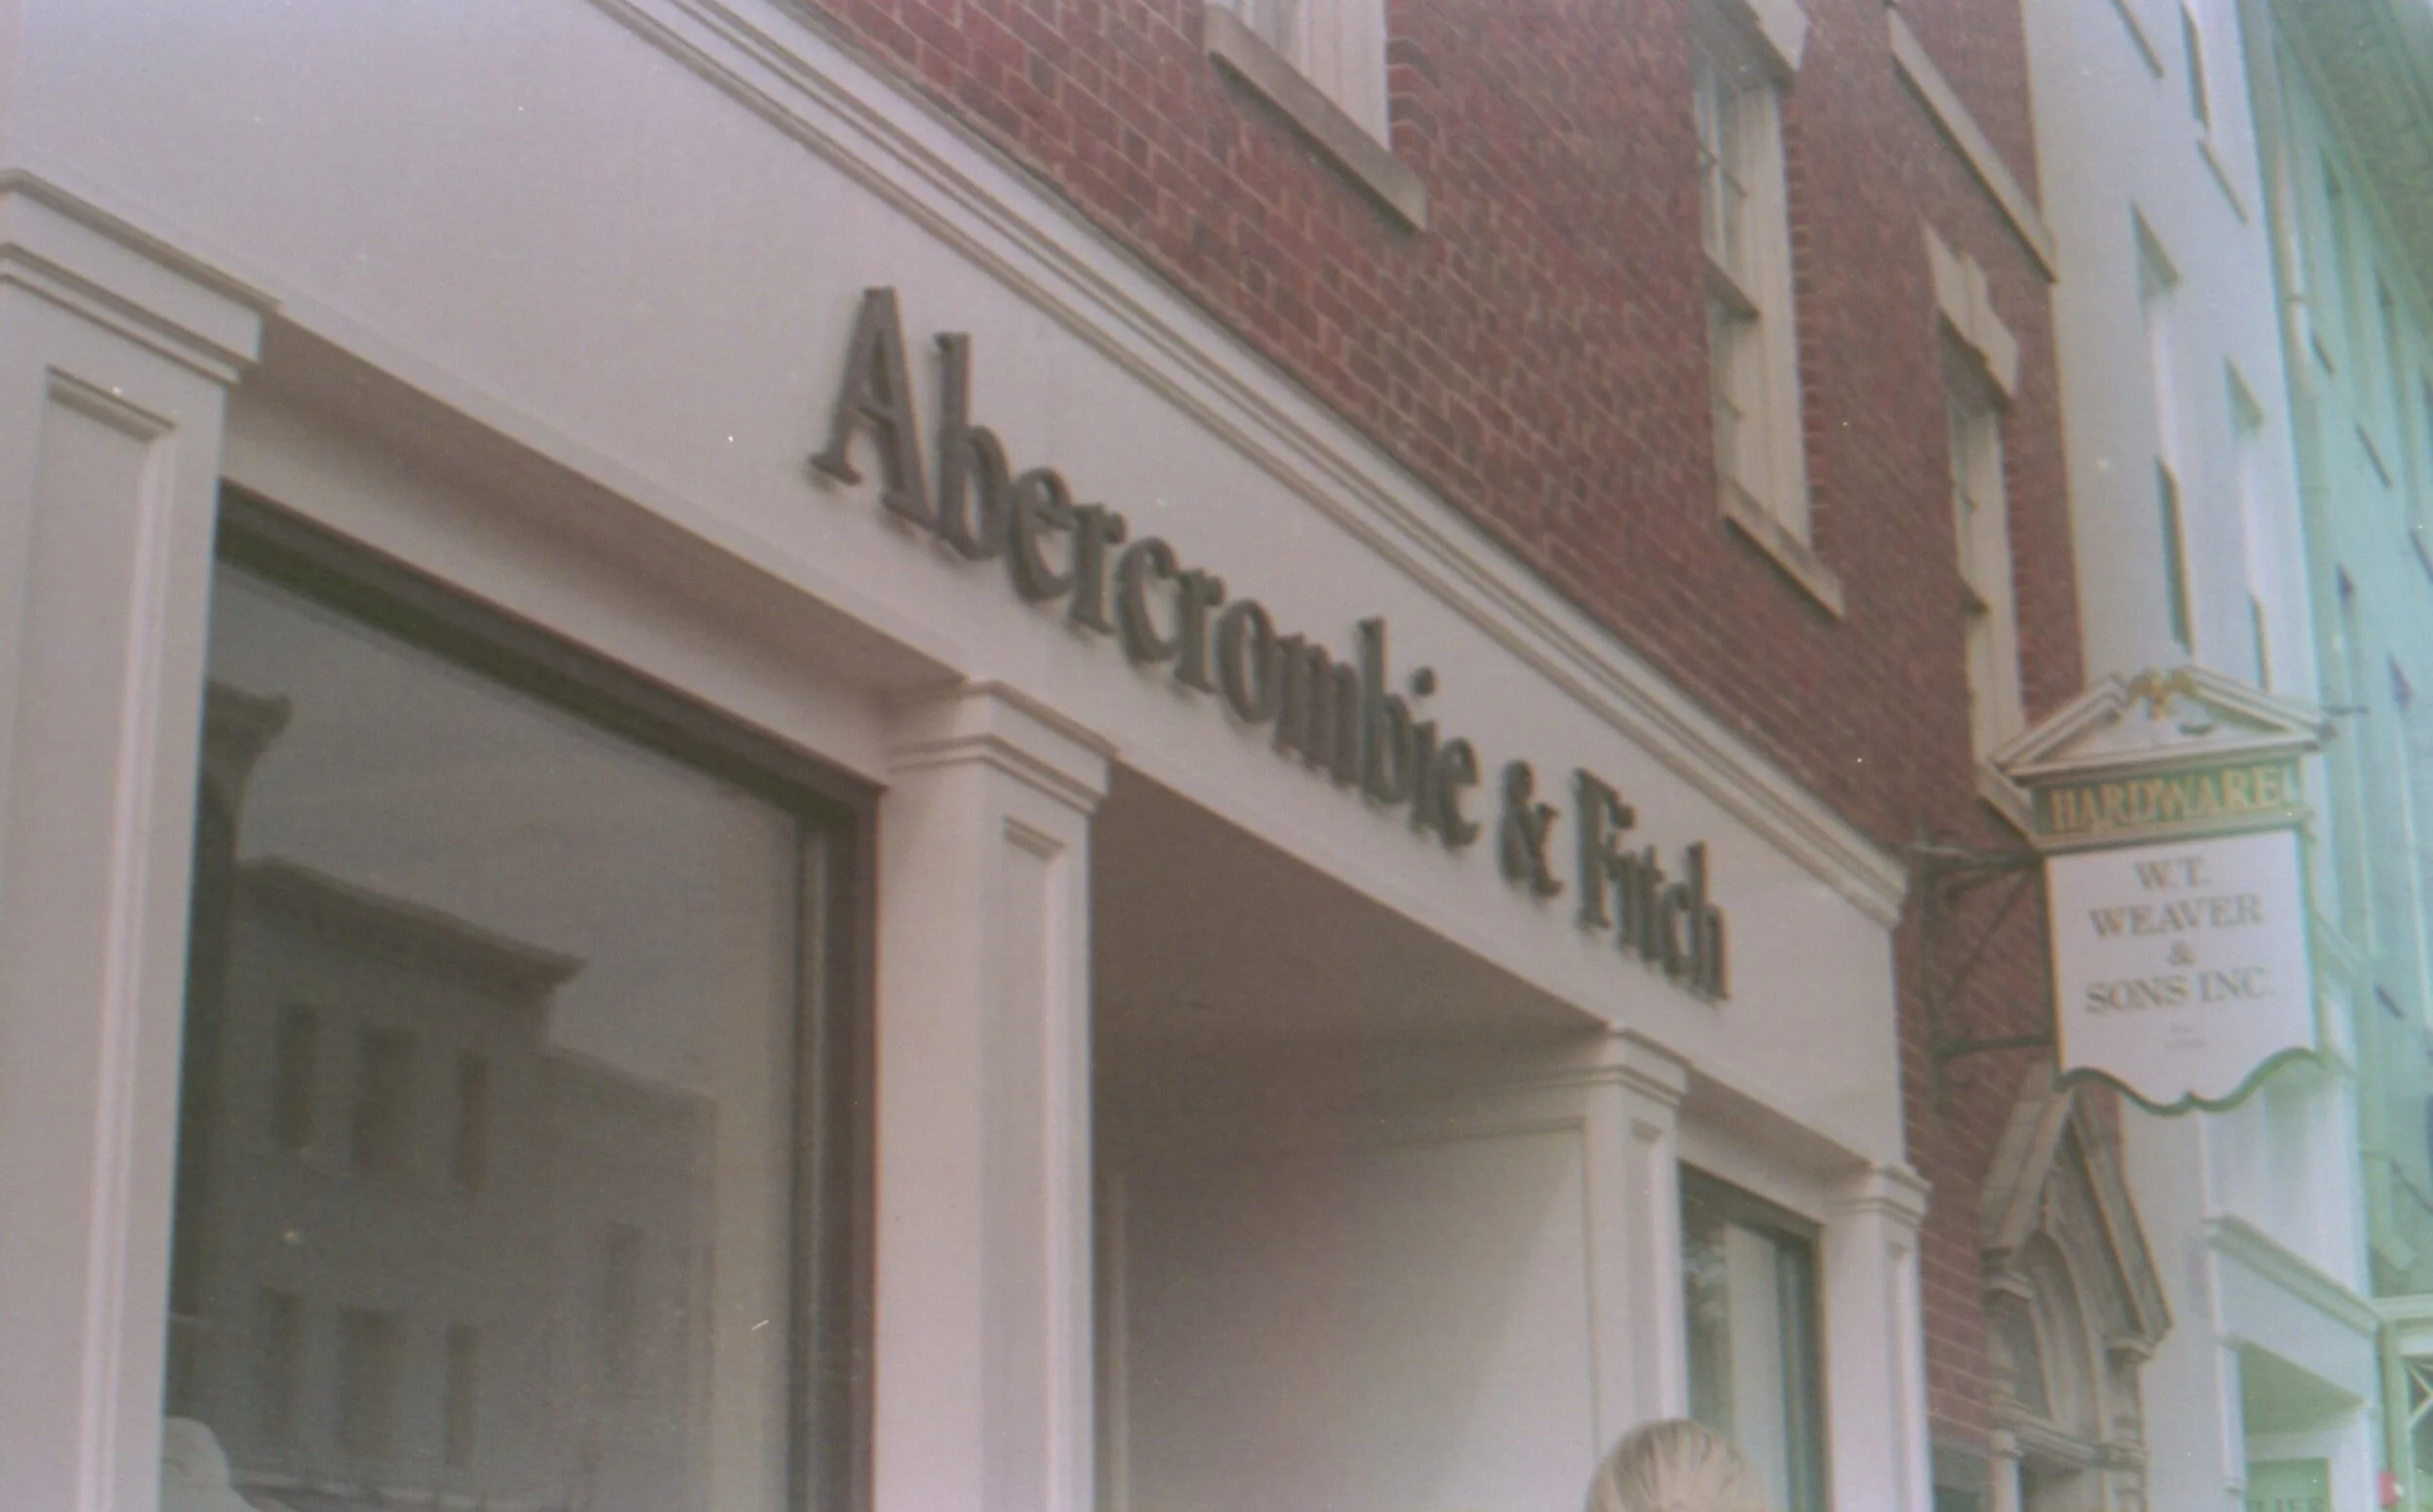 Abercrombie & Fitch
HARDWARE
W.T.
WEAVER
&
SONS INC.